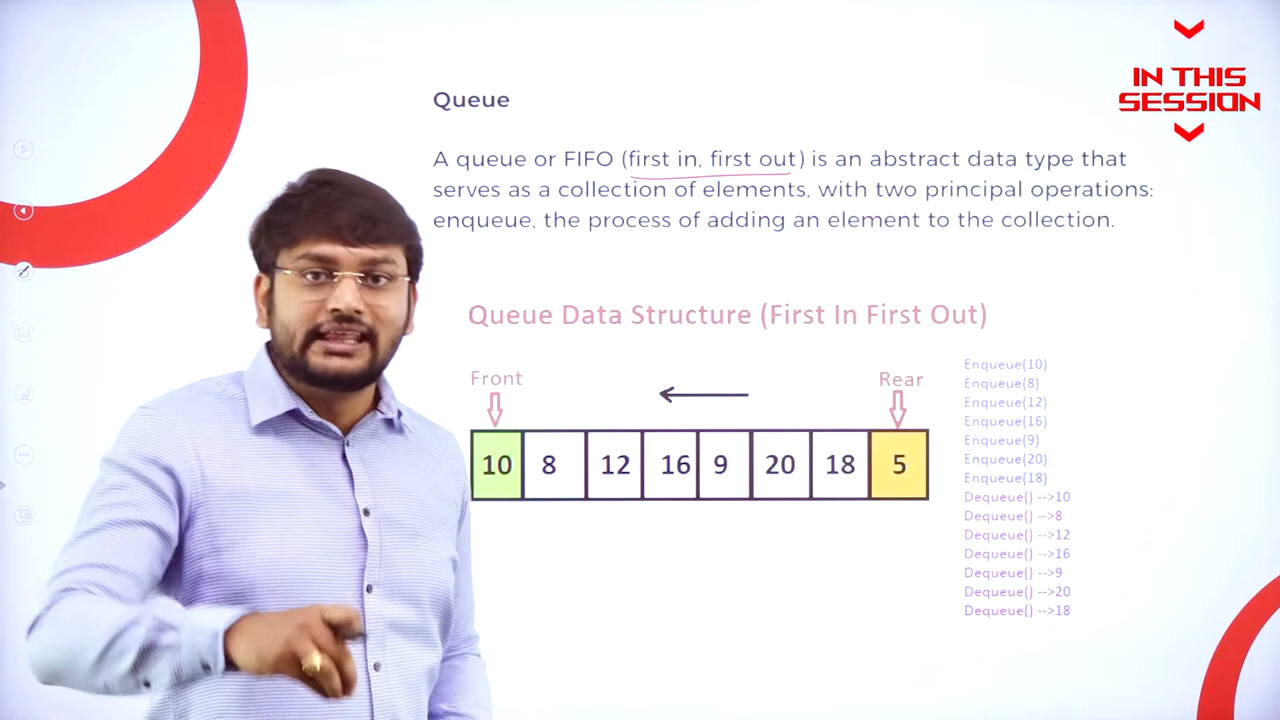 IN THIS
SESSION
Queue
A queue or FIFO (first in, first out) is an abstract data type that
serves as a collection of elements, with two principal operations:
enqueue, the process of adding an element to the collection.
Queue Data Structure (First In First Out)
Front
Rear
10 8 12 16 9 20 18 5
Enqueue(10)
Enqueue(8)
Enqueue(12)
Enqueue(16)
Enqueue(9)
Enqueue(20)
Enqueue(18)
Dequeue() -->10
Dequeue() -->8
Dequeue() -->12
Dequeue() -->16
Dequeue() -->9
Dequeue() -->20
Dequeue() -->18